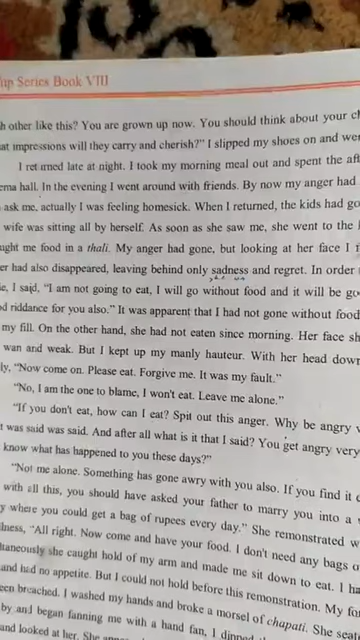 up Series Book VIII
h other like this? You are grown up now. You should think about your
at impressions will they carry and cherish?" I slipped my shoes on and
I returned late at night. I took my morning meal out and spent the
ema hall. In the evening I went around with friends. By now my anger had
ask me, actually I was feeling homesick. When I returned, the kids had
wife was sitting all by herself. As soon as she saw me, she went to the
ught me food in a thali. My anger had gone, but looking at her face I
er had also disappeared, leaving behind only sadness and regret. In order
e, I said, "I am not going to eat, I will go without food and it will be
d riddance for you also." It was apparent that I had not gone without food
my fill. On the other hand, she had not eaten since morning. Her face
wan and weak. But I kept up my manly hauteur. With her head down
ly, "Now come on. Please eat. Forgive me. It was my fault."
"No, I am the one to blame, I won't eat. Leave me alone."
"If you don't eat, how can I eat? Spit out this anger. Why be angry
t was said was said. And after all what is it that I said? You get angry very
know what has happened to you these days?"
"Not me alone. Something has gone awry with you also. If you find it
with all this, you should have asked your father to marry you into a
y where you could get a bag of rupees every day." She remonstrated
lness, "All right. Now come and have your food. I don't need any bags
ltaneously she caught hold of my arm and made me sit down to eat. I
and had no appetite. But I could not hold before this remonstration. My
een breached. I washed my hands and broke a morsel of chapati. She
by and began fanning me with a hand fan, I
and looked at her. She